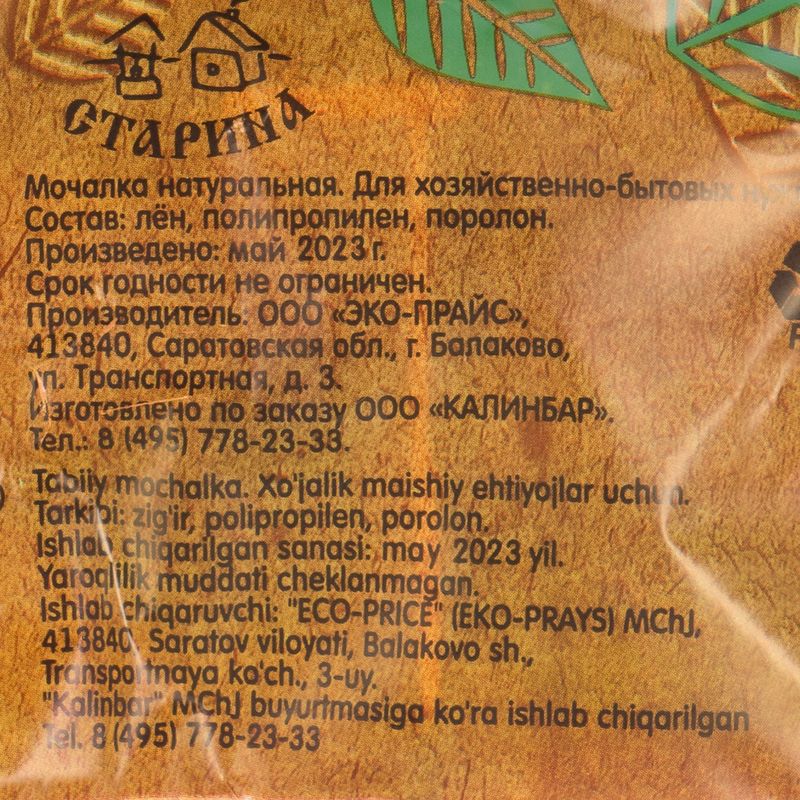 СТАРИНА
Мочалка натуральная. Для хозяйственно-бытовых
Состав: лён, полипропилен, поролон.
Произведено: май 2023 г.
Срок годности не ограничен.
Производитель: ООО «ЭКО-ПРАЙС»,
413840, Саратовская обл., г. Балаково,
ул. Транспортная, д. 3.
Изготовлено по заказу ООО «КАЛИНБАР».
Тел.: 8 (495) 778-23-33.
Tabiiy mochalka. Xo'jalik maishiy ehtiyojlar uchun.
Tarkibi: zig'ir, polipropilen, porolon.
Ishlab chiqarilgan sanasi: may 2023 yil.
Yaroqlilik muddati cheklanmagan.
Ishlab chiqaruvchi: "ECO-PRICE" (EKO-PRAYS) MChJ,
413840, Saratov viloyati, Balakovo sh.,
Transportnaya ko'ch., 3-uy.
"Kalinbar" MChJ buyurtmasiga ko'ra ishlab chiqarilgan
Tel. 8 (495) 778-23-33